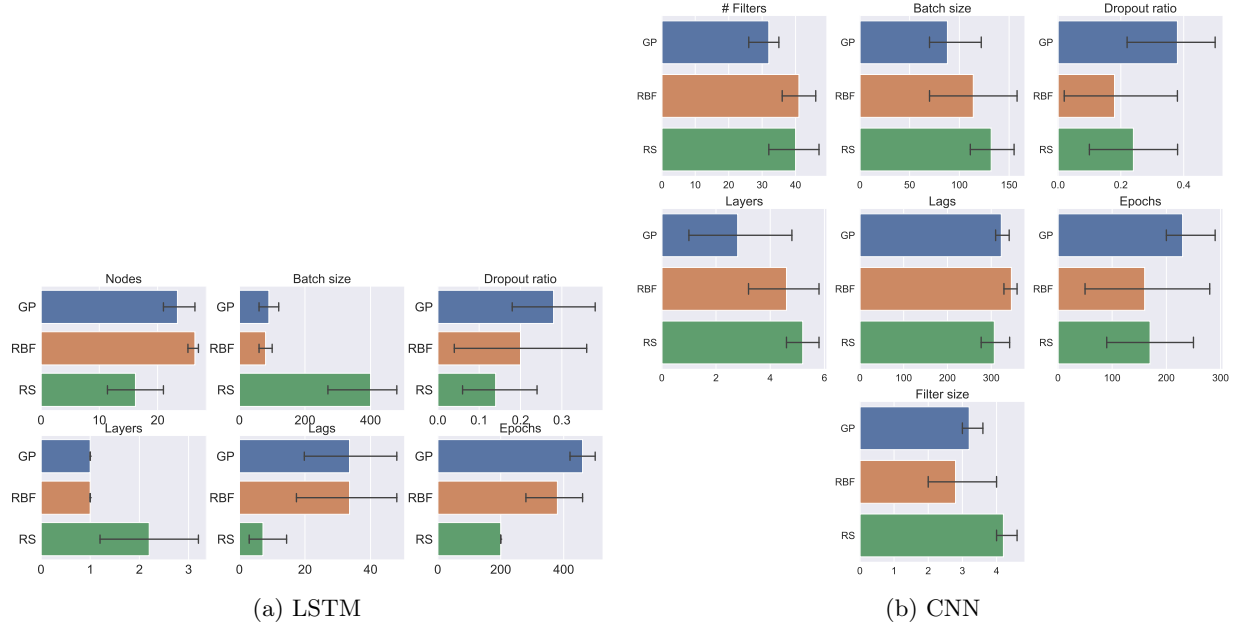 Nodes
GP
RBF
RS
0 10 20
Batch size
GP
RBF
RS
0 200 400
Dropout ratio
GP
RBF
RS
0.0 0.1 0.2 0.3
Layers
GP
RBF
RS
0 1 2 3
Lags
GP
RBF
RS
0 20 40
Epochs
GP
RBF
RS
0 200 400
(a) LSTM
# Filters
GP
RBF
RS
0 10 20 30 40
Batch size
GP
RBF
RS
0 50 100 150
Dropout ratio
GP
RBF
RS
0.0 0.2 0.4
Layers
GP
RBF
RS
0 2 4 6
Lags
GP
RBF
RS
0 100 200 300
Epochs
GP
RBF
RS
0 100 200 300
Filter size
GP
RBF
RS
0 1 2 3 4
(b) CNN